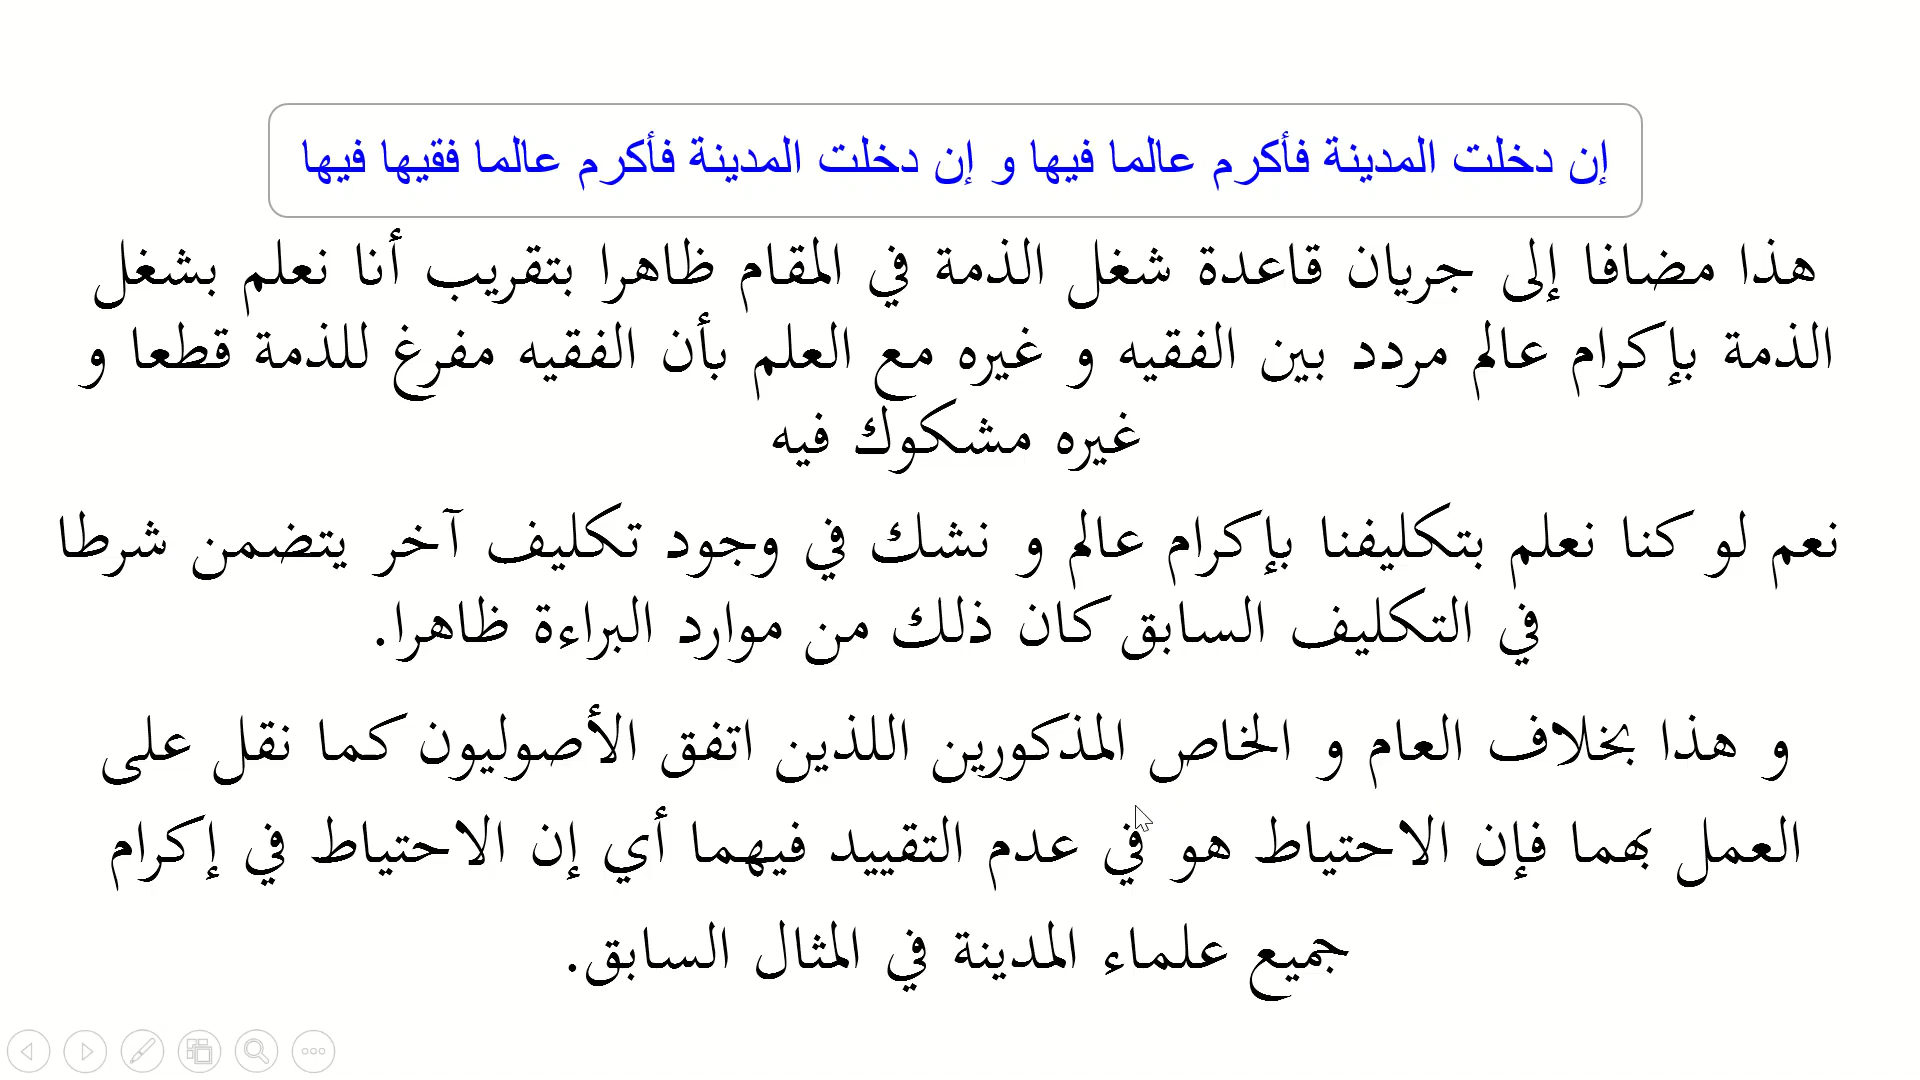 إن دخلت المدينة فأكرم عالما فيها و إن دخلت المدينة فأكرم عالما فقيها فيها
هذا مضافا إلى جريان قاعدة شغل الذمة في المقام ظاهرا بتقريب أنا نعلم بشغل
الذمة بإكرام عالم مردد بين الفقيه و غيره مع العلم بأن الفقيه مفرغ للذمة قطعا و
غيره مشكوك فيه
نعم لو كنا نعلم بتكليفنا بإكرام عالم و نشك في وجود تكليف آخر يتضمن شرطا
في التكليف السابق كان ذلك من موارد البراءة ظاهرا.
و هذا بخلاف العام و الخاص المذكورين اللذين اتفق الأصوليون كما نقل على
العمل بهما فإن الاحتياط هو في عدم التقييد فيهما أي إن الاحتياط في إكرام
جميع علماء المدينة في المثال السابق.